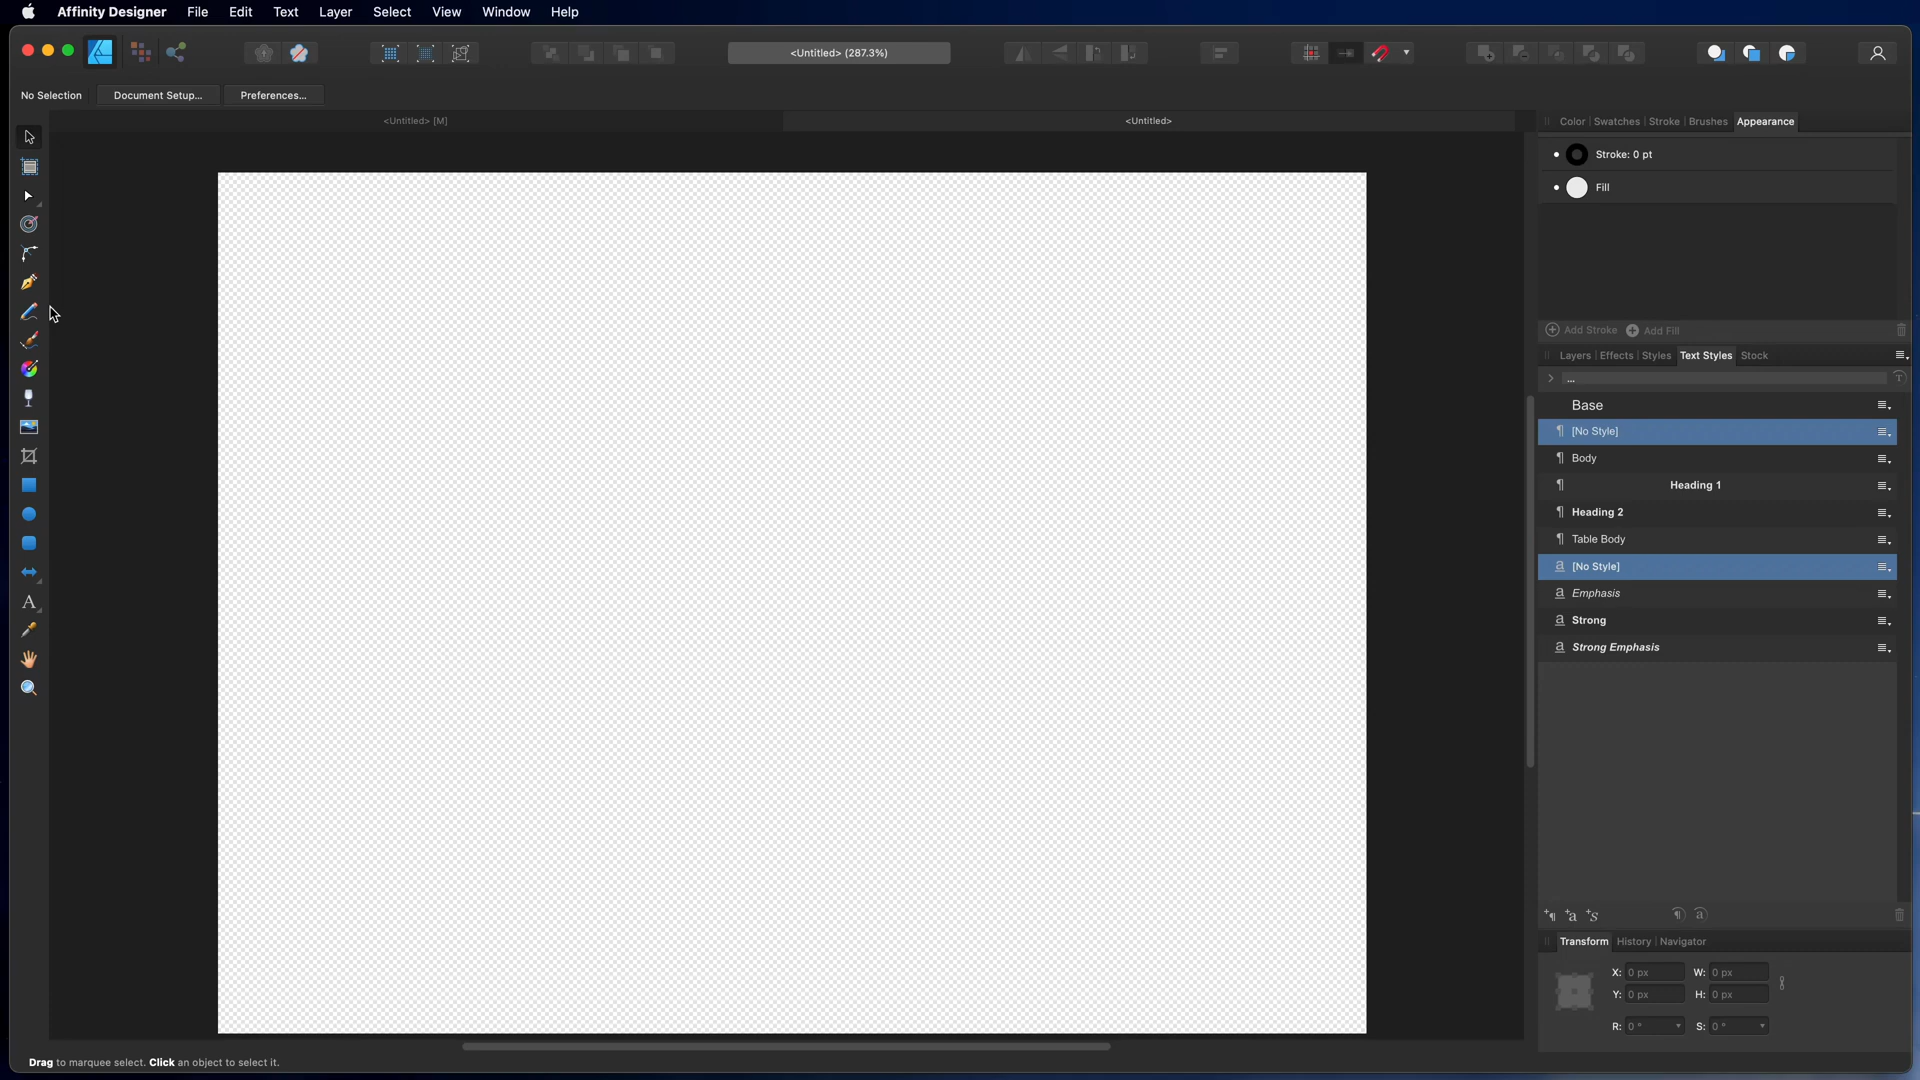 Affinity Designer File Edit Text Layer Select View Window Help
<Untitled> (287.3%)
No Selection Document Setup... Preferences...
<Untitled> [M] <Untitled>
Color Swatches Stroke Brushes Appearance
Stroke: 0 pt
Fill
Add Stroke Add Fill
Layers Effects Styles Text Styles Stock
...
Base
[No Style]
Body
Heading 1
Heading 2
Table Body
[No Style]
Emphasis
Strong
Strong Emphasis
Transform History Navigator
X: 0 px W: 0 px
Y: 0 px H: 0 px
R: 0 ° S: 0 °
Drag to marquee select. Click an object to select it.